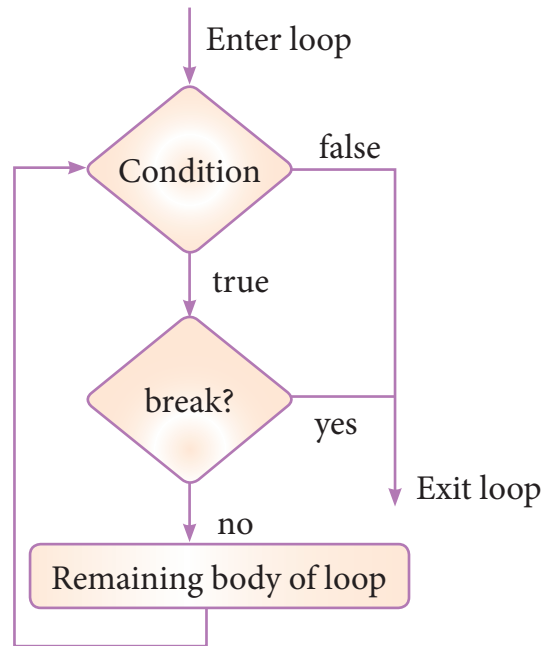 Enter loop
false
Condition
true
break?
yes
Exit loop
no
Remaining body of loop